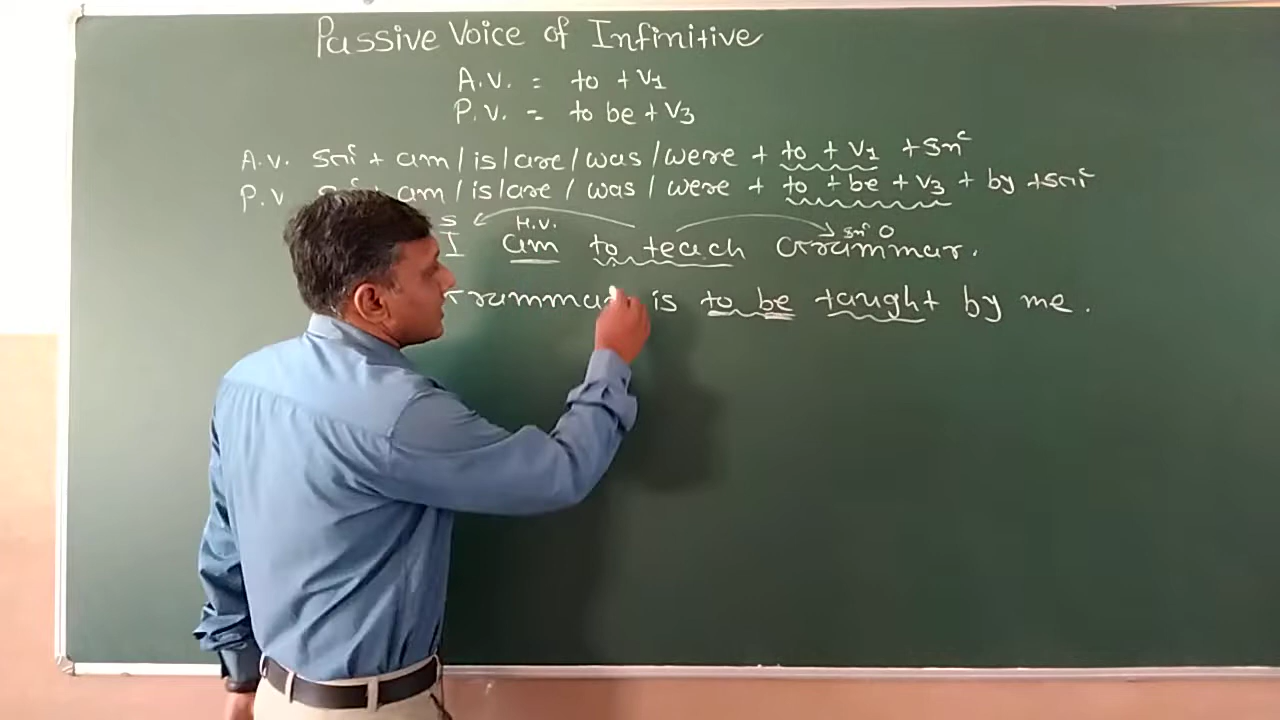 Passive Voice of Infinitive
A.V. = to + V1
P.V. = to be + V3
A.V. + am / is / are / was / were + to + V1 +
P.V + am / is / are / was / were + to + be + V3 + by +
S H.V. O
I am to teach Grammar.
Grammar is to be taught by me.